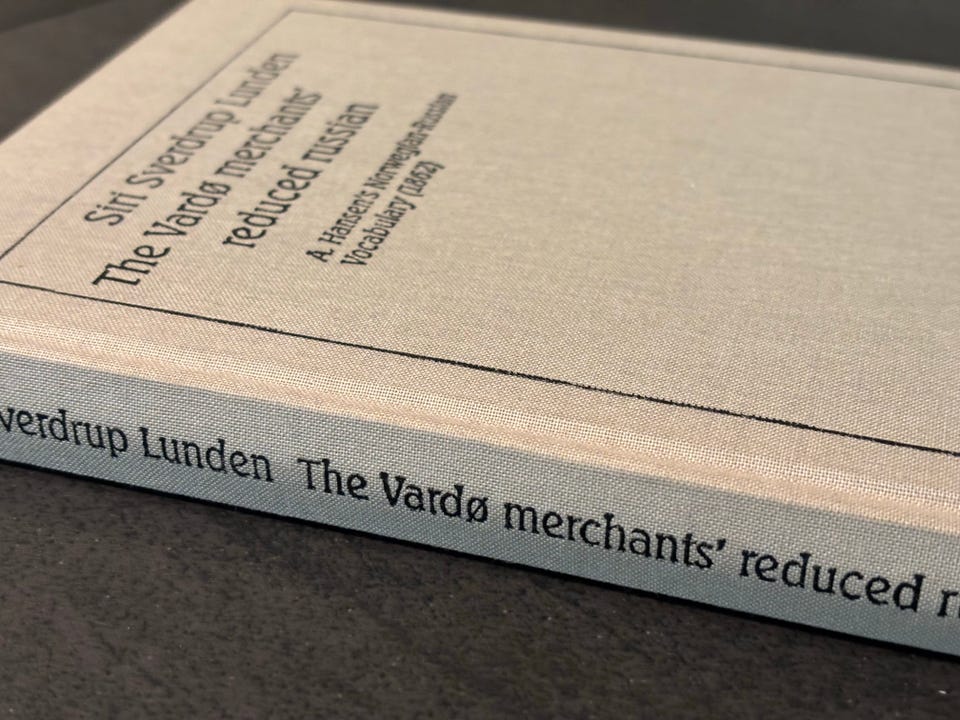 Siri Sverdrup Lunden
The Vardø merchants'
reduced russian
A. Hansen's Norwegian-Russian
Vocabulary (1862)
verdrup Lunden The Vardø merchants' reduced r